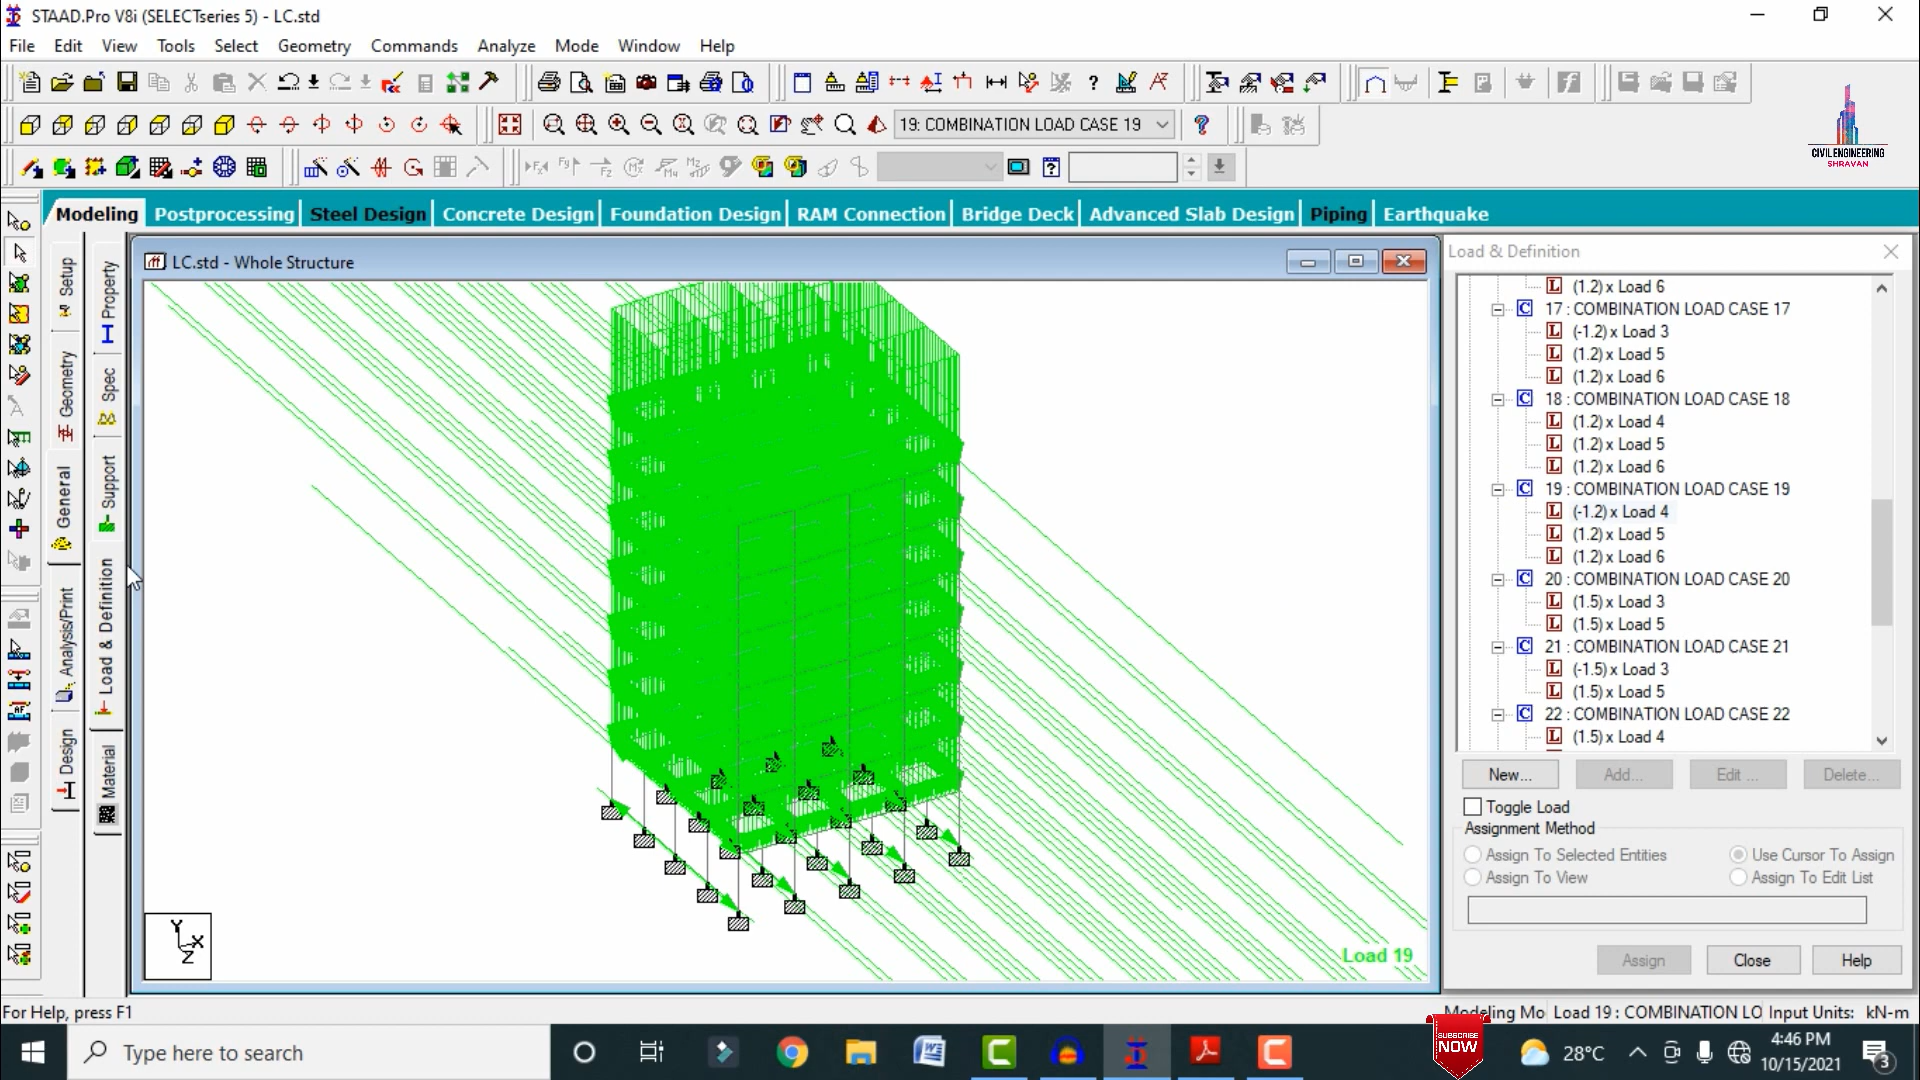 STAAD.Pro V8i (SELECTseries 5) - LC.std
File Edit View Tools Select Geometry Commands Analyze Mode Window Help
19: COMBINATION LOAD CASE 19
CIVIL ENGINEERING
SHRAVAN
Modeling Postprocessing Steel Design Concrete Design Foundation Design RAM Connection Bridge Deck Advanced Slab Design Piping Earthquake
Setup
Geometry
General
Analysis/Print
Design
Property
Spec
Support
Load & Definition
Material
LC.std - Whole Structure
Load 19
Y
X
Z
Load & Definition
(1.2) x Load 6
17 : COMBINATION LOAD CASE 17
(-1.2) x Load 3
(1.2) x Load 5
(1.2) x Load 6
18 : COMBINATION LOAD CASE 18
(1.2) x Load 4
(1.2) x Load 5
(1.2) x Load 6
19 : COMBINATION LOAD CASE 19
(-1.2) x Load 4
(1.2) x Load 5
(1.2) x Load 6
20 : COMBINATION LOAD CASE 20
(1.5) x Load 3
(1.5) x Load 5
21 : COMBINATION LOAD CASE 21
(-1.5) x Load 3
(1.5) x Load 5
22 : COMBINATION LOAD CASE 22
(1.5) x Load 4
New... Add... Edit ... Delete...
Toggle Load
Assignment Method
Assign To Selected Entities Use Cursor To Assign
Assign To View Assign To Edit List
Assign Close Help
For Help, press F1
Modeling Mo Load 19 : COMBINATION LO Input Units: kN-m
Type here to search
SUBSCRIBE
NOW
28°C
4:46 PM
10/15/2021
3